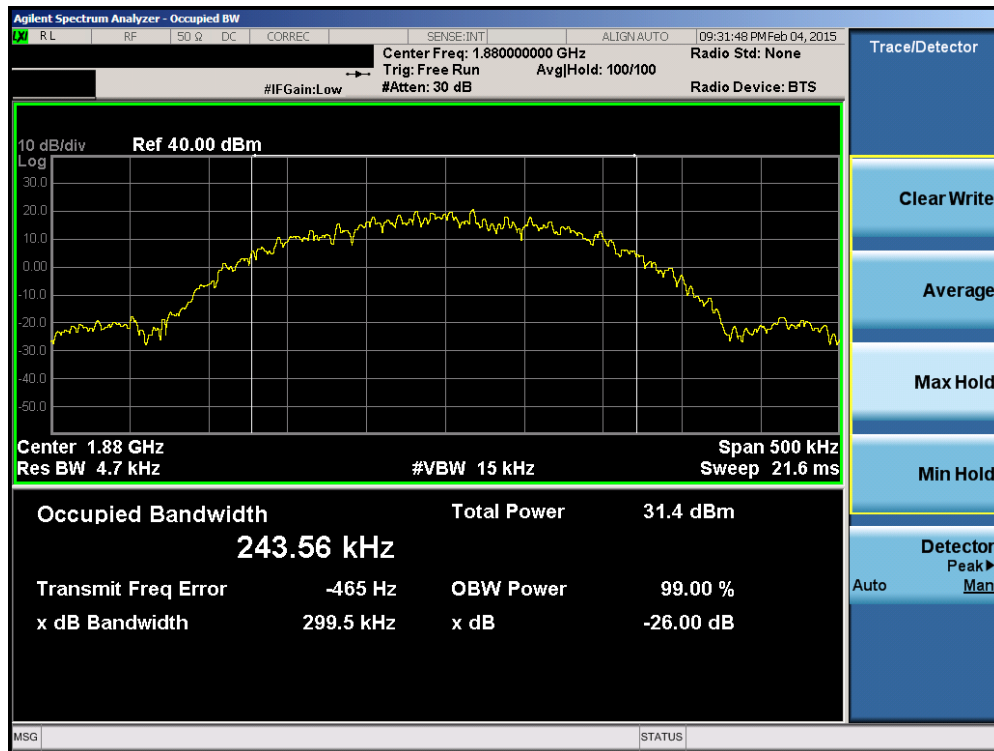 Agilent Spectrum Analyzer - Occupied BW
LXI RL RF 50 Ω DC CORREC SENSE:INT ALIGN AUTO 09:31:48 PM Feb 04, 2015
Center Freq: 1.880000000 GHz Radio Std: None
Trig: Free Run Avg|Hold: 100/100
#IFGain:Low #Atten: 30 dB Radio Device: BTS
10 dB/div Ref 40.00 dBm
Log
30.0
20.0
10.0
0.00
-10.0
-20.0
-30.0
-40.0
-50.0
Center 1.88 GHz Span 500 kHz
Res BW 4.7 kHz #VBW 15 kHz Sweep 21.6 ms
Occupied Bandwidth Total Power 31.4 dBm
243.56 kHz
Transmit Freq Error -465 Hz OBW Power 99.00 %
x dB Bandwidth 299.5 kHz x dB -26.00 dB
Trace/Detector
Clear Write
Average
Max Hold
Min Hold
Detector
Peak▶
Auto Man
MSG STATUS